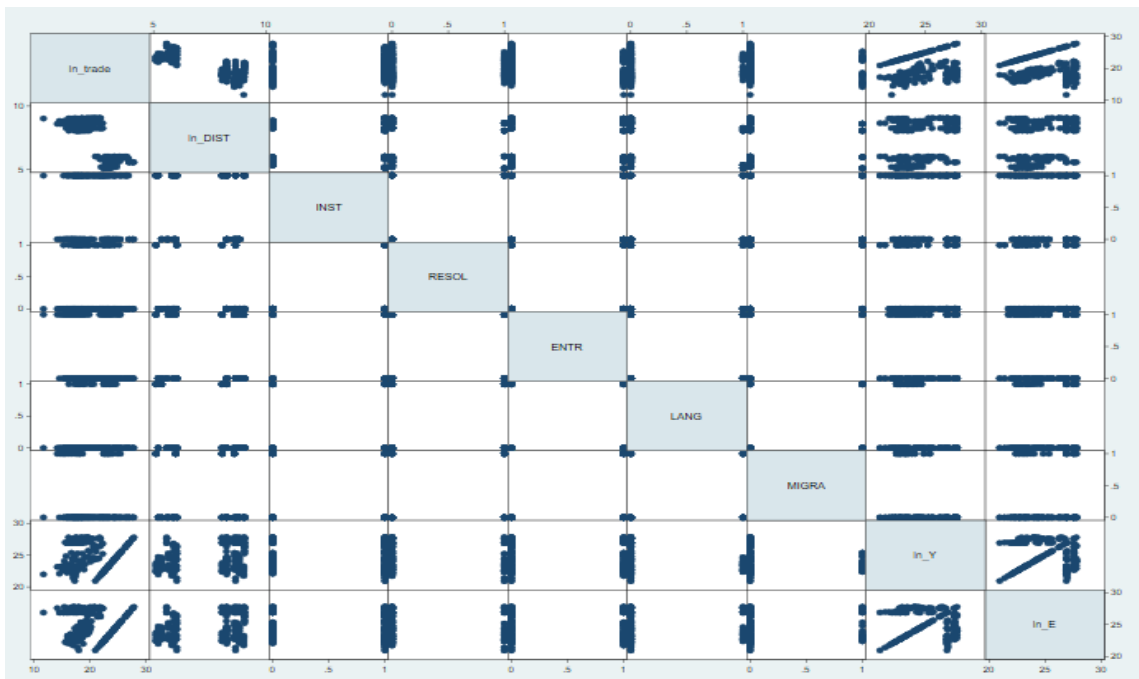 5 10 0 .5 1 0 .5 1 20 25 30
30
ln_trade 20
10
10
ln_DIST
5
1
INST .5
0
1
.5 RESOL
0
1
ENTR .5
0
1
.5 LANG
0
1
MIGRA .5
0
30
25 ln_Y
20
30
ln_E 25
20
10 20 30 0 .5 1 0 .5 1 0 .5 1 20 25 30